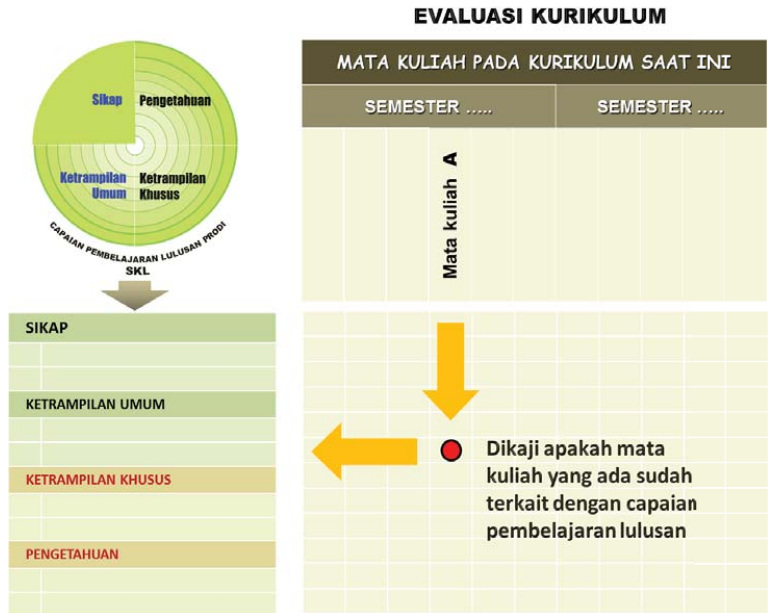 EVALUASI KURIKULUM
Sikap
Pengetahuan
Ketrampilan
Umum
Ketrampilan
Khusus
CAPAIAN PEMBELAJARAN LULUSAN PRODI
SKL
MATA KULIAH PADA KURIKULUM SAAT INI
SEMESTER .....
SEMESTER .....
Mata kuliah A
SIKAP
KETRAMPILAN UMUM
KETRAMPILAN KHUSUS
PENGETAHUAN
Dikaji apakah mata
kuliah yang ada sudah
terkait dengan capaian
pembelajaran lulusan